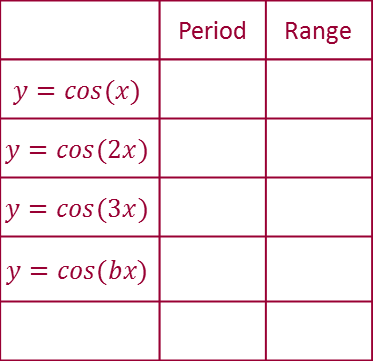 Period Range
y = cos(x)
y = cos(2x)
y = cos(3x)
y = cos(bx)